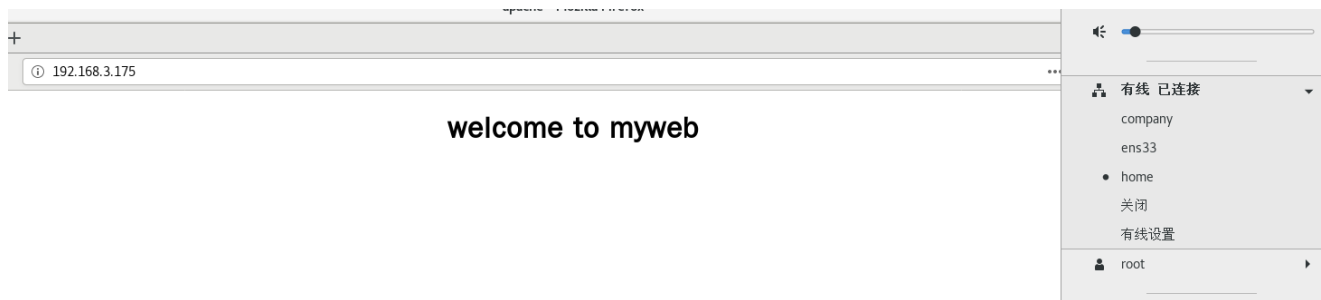 +
192.168.3.175
welcome to myweb
有线 已连接
company
ens33
home
关闭
有线设置
root